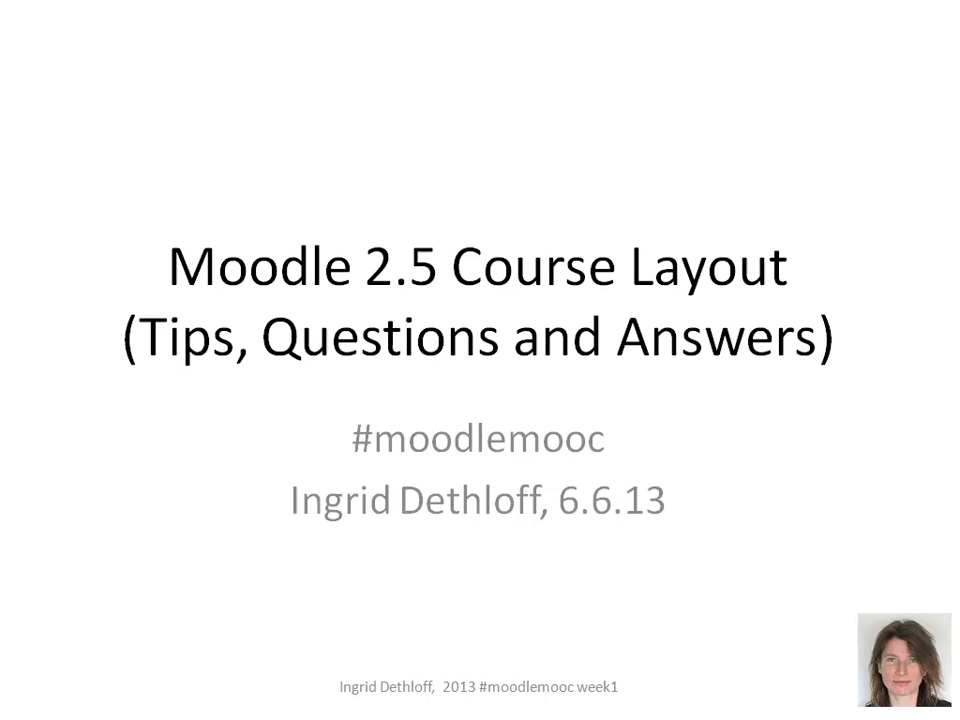 Moodle 2.5 Course Layout
(Tips, Questions and Answers)
#moodlemooc
Ingrid Dethloff, 6.6.13
Ingrid Dethloff, 2013 #moodlemooc week1